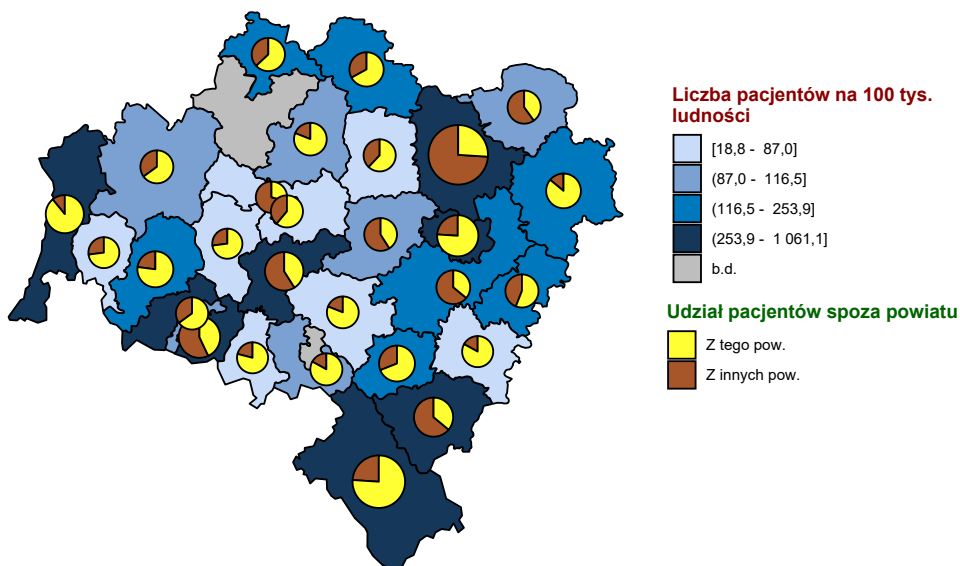 Liczba pacjentów na 100 tys.
ludności
[18,8 - 87,0]
(87,0 - 116,5]
(116,5 - 253,9]
(253,9 - 1 061,1]
b.d.
Udział pacjentów spoza powiatu
Z tego pow.
Z innych pow.